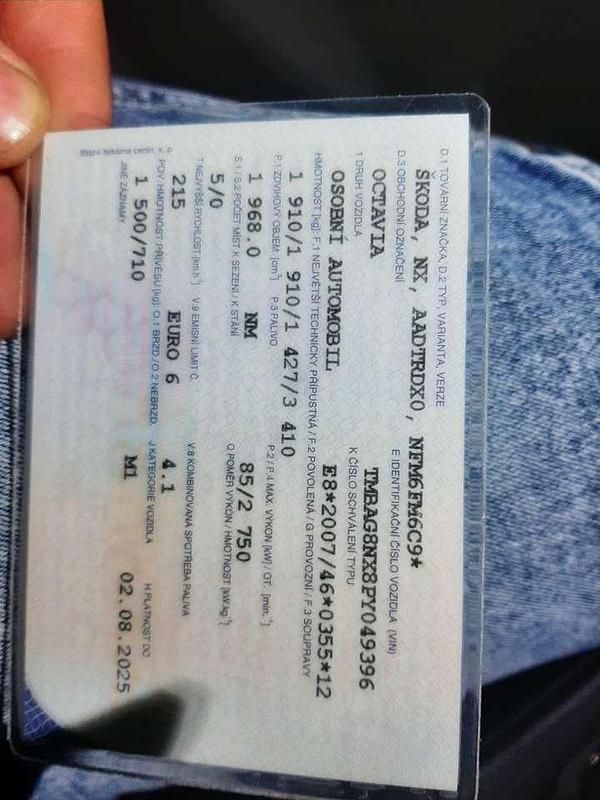 D.1 TOVÁRNÍ ZNAČKA, D.2 TYP, VARIANTA, VERZE
ŠKODA, NX, AADTRDX0, NFM6FM6C9*
D.3 OBCHODNÍ OZNAČENÍ E IDENTIFIKAČNÍ ČÍSLO VOZIDLA (VIN)
OCTAVIA TMBAG8NX8PY049396
1 DRUH VOZIDLA K ČÍSLO SCHVÁLENÍ TYPU
OSOBNÍ AUTOMOBIL E8*2007/46*0355*12
HMOTNOST [kg]: F.1 NEJVĚTŠÍ TECHNICKY PŘÍPUSTNÁ / F.2 POVOLENÁ / G PROVOZNÍ / F.3 SOUPRAVY
1 910/1 910/1 427/3 410
P.1 ZDVIHOVÝ OBJEM [cm³] P.3 PALIVO P.2 / P.4 MAX. VÝKON [kW] / OT. [min.⁻¹]
1 968.0 NM 85/2 750
S.1 / S.2 POČET MÍST K SEZENÍ / K STÁNÍ Q POMĚR VÝKON / HMOTNOST [kW.kg⁻¹]
5/0
T NEJVYŠŠÍ RYCHLOST [km.h⁻¹] V.9 EMISNÍ LIMIT Č. V.8 KOMBINOVANÁ SPOTŘEBA PALIVA
215 EURO 6 4.1
POV. HMOTNOST PŘÍVĚSU [kg]: O.1 BRZD / O.2 NEBRZD. J KATEGORIE VOZIDLA H PLATNOST DO
1 500/710 M1 02.08.2025
JINÉ ZÁZNAMY